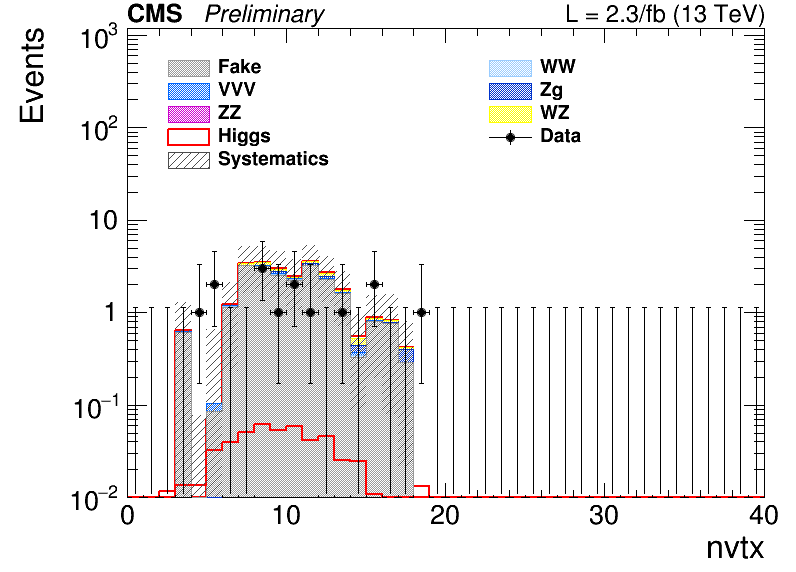 CMS Preliminary L = 2.3/fb (13 TeV)
Events
10³
10²
10
1
10⁻¹
10⁻²
Fake
VVV
ZZ
Higgs
Systematics
WW
Zg
WZ
Data
0 10 20 30 40
nvtx